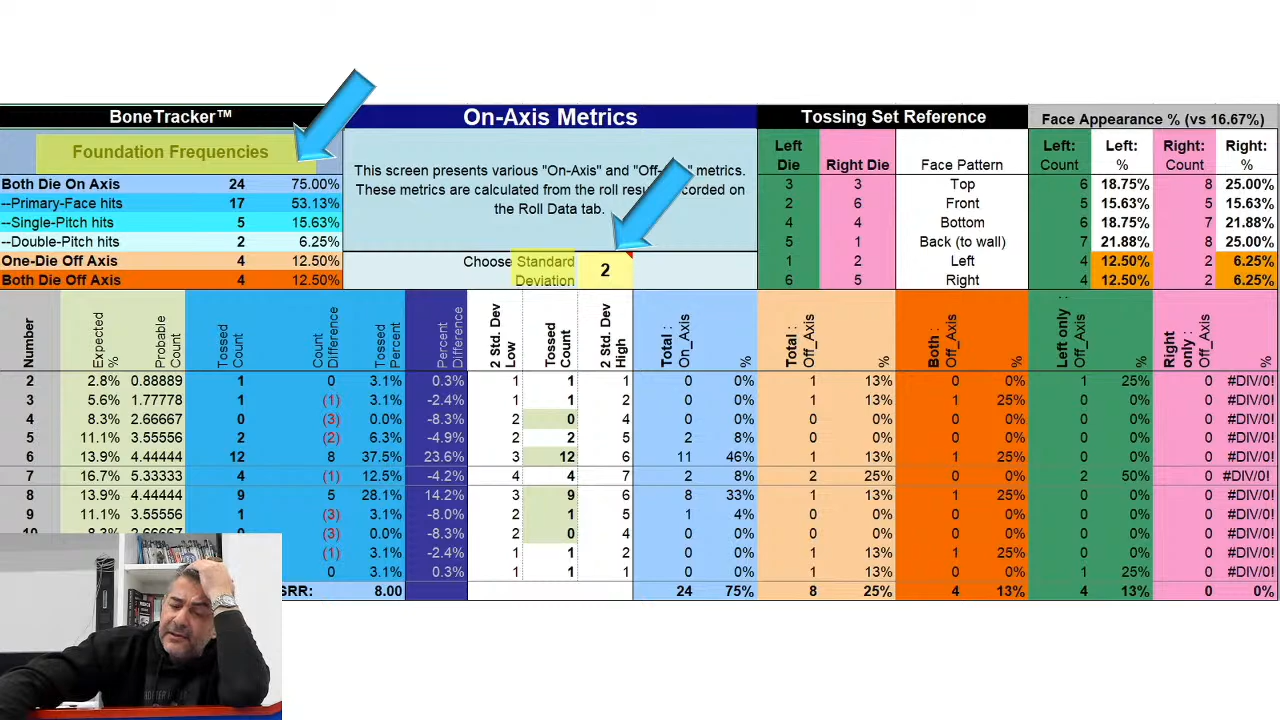 BoneTracker™
On-Axis Metrics
Tossing Set Reference
Face Appearance % (vs 16.67%)
Foundation Frequencies
Both Die On Axis 24 75.00%
--Primary-Face hits 17 53.13%
--Single-Pitch hits 5 15.63%
--Double-Pitch hits 2 6.25%
One-Die Off Axis 4 12.50%
Both Die Off Axis 4 12.50%
This screen presents various "On-Axis" and "Off- " metrics.
These metrics are calculated from the roll resu corded on
the Roll Data tab.
Choose Standard
Deviation
2
Left Die Right Die Face Pattern
3 3 Top
2 6 Front
4 4 Bottom
5 1 Back (to wall)
1 2 Left
6 5 Right
Left: Count Left: % Right: Count Right: %
6 18.75% 8 25.00%
5 15.63% 5 15.63%
6 18.75% 7 21.88%
7 21.88% 8 25.00%
4 12.50% 2 6.25%
4 12.50% 2 6.25%
Number Expected % Probable Count Tossed Count Count Difference Tossed Percent Percent Difference 2 Std. Dev Low Tossed Count 2 Std. Dev High Total : On_Axis % Total : Off_Axis % Both : Off_Axis % Left only : Off_Axis % Right only : Off_Axis %
2 2.8% 0.88889 1 0 3.1% 0.3% 1 1 1 0 0% 1 13% 0 0% 1 25% 0 #DIV/0!
3 5.6% 1.77778 1 (1) 3.1% -2.4% 1 1 2 0 0% 1 13% 1 25% 0 0% 0 #DIV/0!
4 8.3% 2.66667 0 (3) 0.0% -8.3% 2 0 4 0 0% 0 0% 0 0% 0 0% 0 #DIV/0!
5 11.1% 3.55556 2 (2) 6.3% -4.9% 2 2 5 2 8% 0 0% 0 0% 0 0% 0 #DIV/0!
6 13.9% 4.44444 12 8 37.5% 23.6% 3 12 6 11 46% 1 13% 1 25% 0 0% 0 #DIV/0!
7 16.7% 5.33333 4 (1) 12.5% -4.2% 4 4 7 2 8% 2 25% 0 0% 2 50% 0 #DIV/0!
8 13.9% 4.44444 9 5 28.1% 14.2% 3 9 6 8 33% 1 13% 1 25% 0 0% 0 #DIV/0!
9 11.1% 3.55556 1 (3) 3.1% -8.0% 2 1 5 1 4% 0 0% 0 0% 0 0% 0 #DIV/0!
10 8.3% 2.66667 0 (3) 0.0% -8.3% 2 0 4 0 0% 0 0% 0 0% 0 0% 0 #DIV/0!
(1) 3.1% -2.4% 1 1 2 0 0% 1 13% 1 25% 0 0% 0 #DIV/0!
0 3.1% 0.3% 1 1 1 0 0% 1 13% 0 0% 1 25% 0 #DIV/0!
SRR: 8.00 24 75% 8 25% 4 13% 4 13% 0 0%